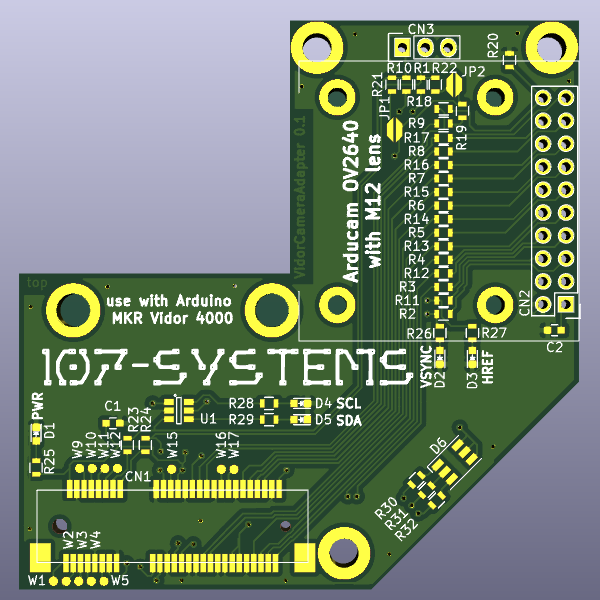 CN3
R20
R10 R1 R22
JP2
R21
JP1
R18
R19
R9
R17
R8
R16
R7
R15
R6
R14
R5
R13
R4
R12
R3
R11
R2
Arducam OV2640
with M12 lens
VidorCameraAdapter 0.1
CN2
C2
R26
R27
VSYNC
D2
D3
HREF
top
use with Arduino
MKR Vidor 4000
107-SYSTEMS
PWR
D1
R25
C1
R23
R24
U1
R28
D4 SCL
R29
D5 SDA
W9
W10
W11
W12
W15
W16
W17
CN1
D6
R30
R31
R32
W2
W3
W4
W1
W5